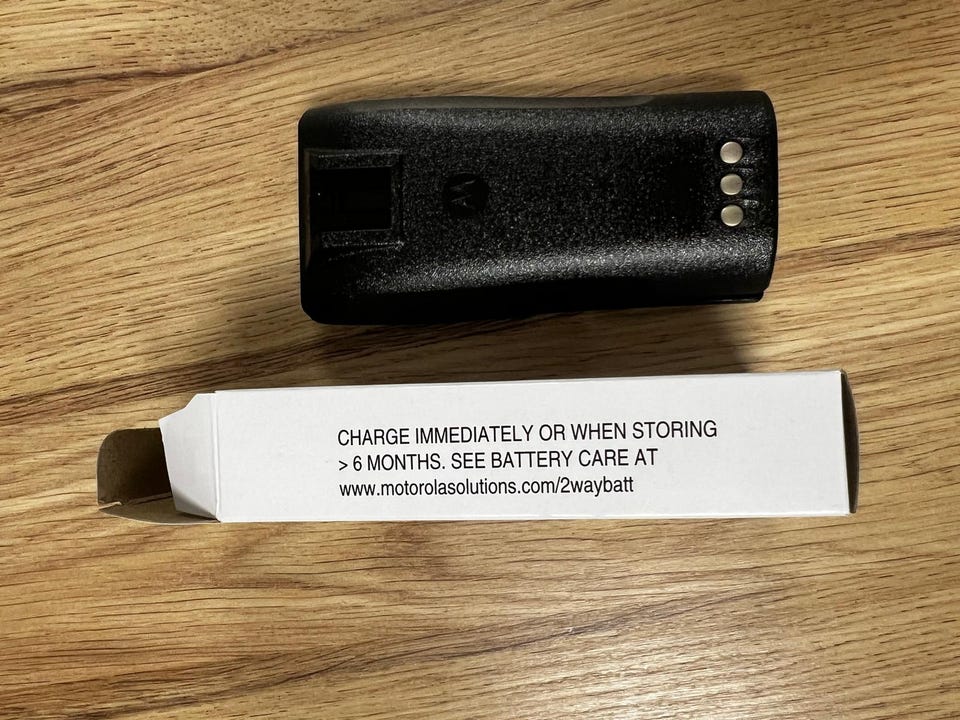 CHARGE IMMEDIATELY OR WHEN STORING
> 6 MONTHS. SEE BATTERY CARE AT
www.motorolasolutions.com/2waybatt